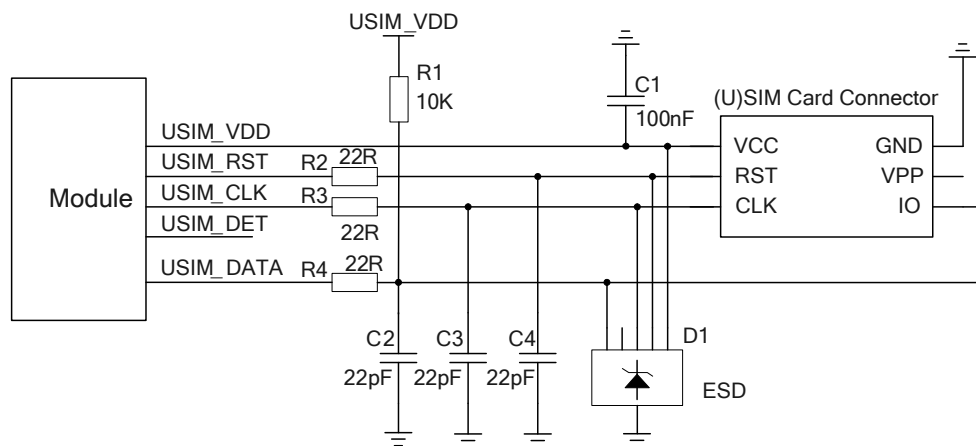 USIM_VDD
R1
10K
C1
100nF
(U)SIM Card Connector
Module
USIM_VDD
USIM_RST
R2
22R
USIM_CLK
R3
22R
USIM_DET
USIM_DATA
R4
22R
VCC
GND
RST
VPP
CLK
IO
C2
22pF
C3
22pF
C4
22pF
D1
ESD